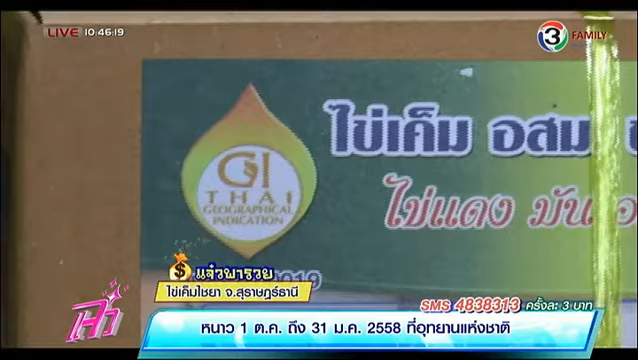 LIVE 10:46:19
3 FAMILY
ไข่เค็ม อสม
ไข่แดง มัน
GI
THAI
GEOGRAPHICAL
INDICATION
แจ๋วพารวย
ไข่เค็มไชยา จ.สุราษฎร์ธานี
แจ๋ว
SMS 4838313 ครั้งละ 3 บาท
หนาว 1 ต.ค. ถึง 31 ม.ค. 2558 ที่อุทยานแห่งชาติ